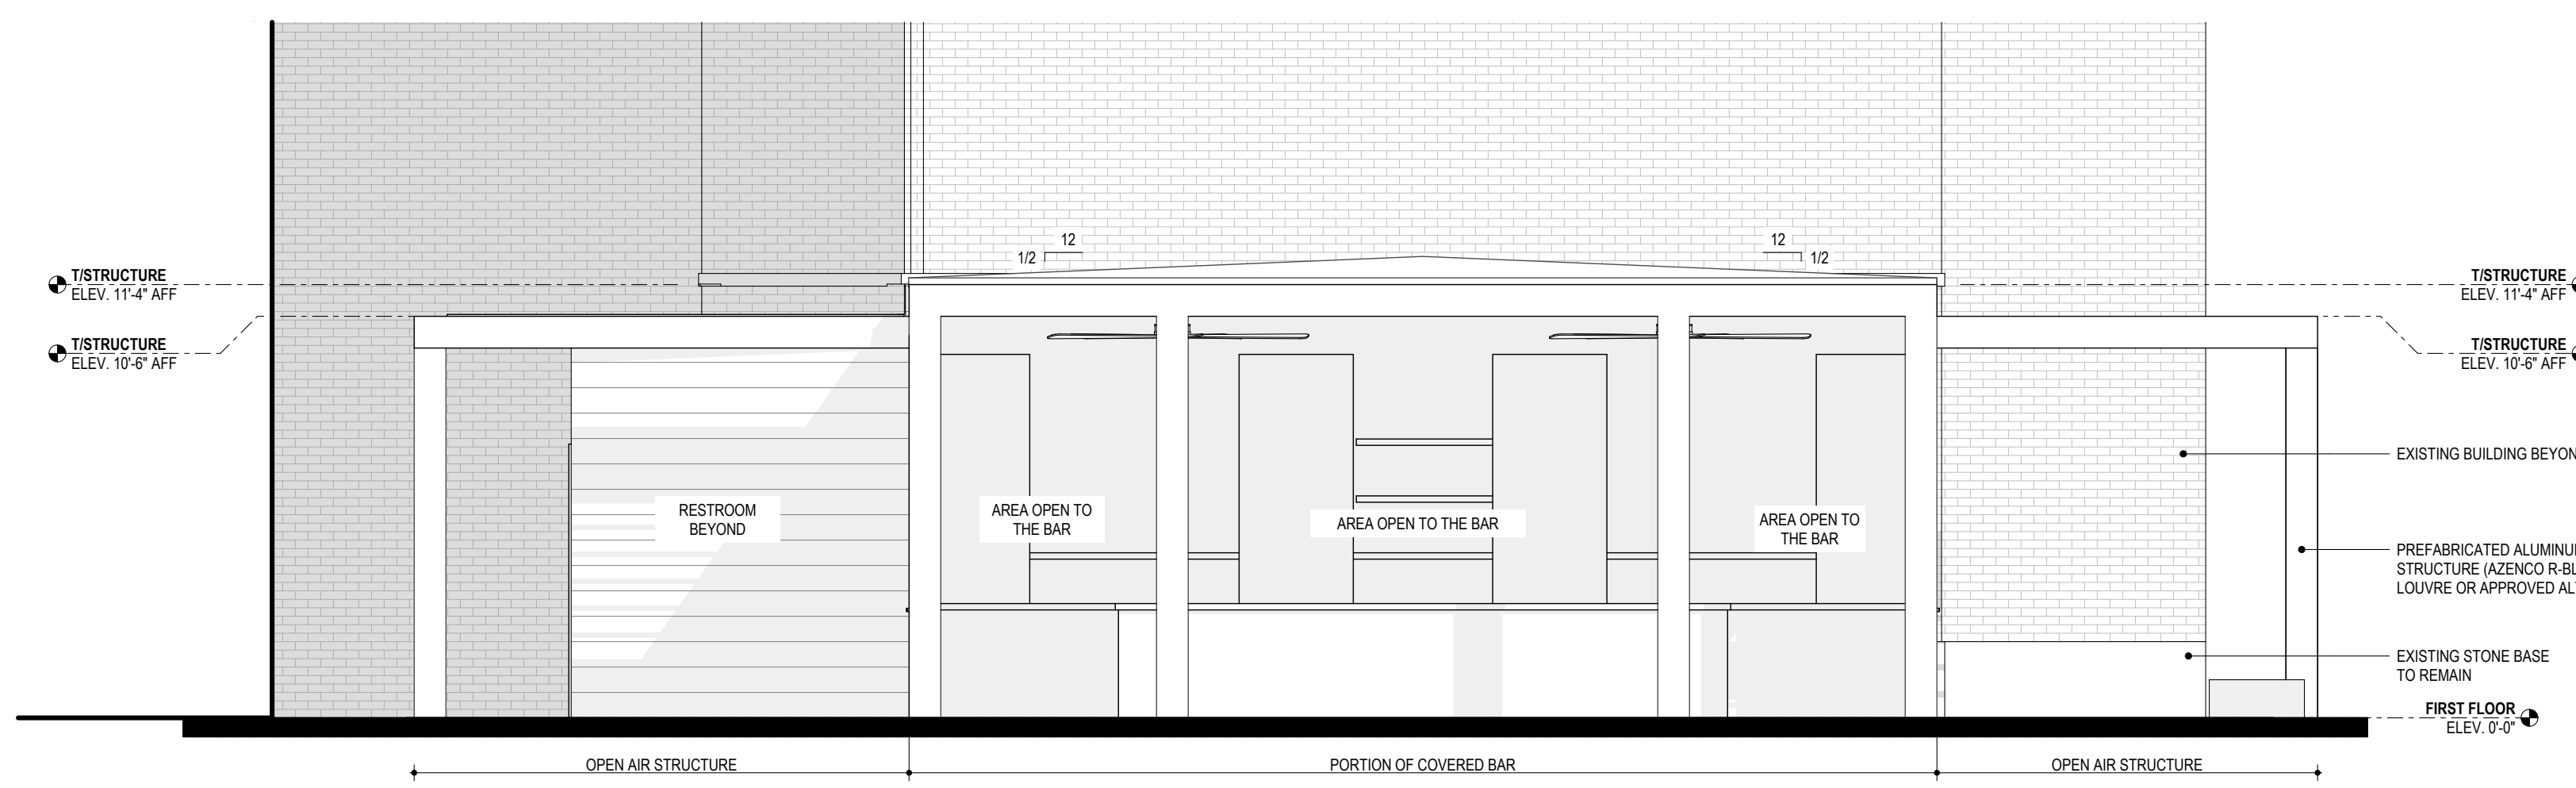 12
1/2
12
1/2
T/STRUCTURE
ELEV. 11'-4" AFF
T/STRUCTURE
ELEV. 10'-6" AFF
T/STRUCTURE
ELEV. 11'-4" AFF
T/STRUCTURE
ELEV. 10'-6" AFF
EXISTING BUILDING BEYON
RESTROOM
BEYOND
AREA OPEN TO
THE BAR
AREA OPEN TO THE BAR
AREA OPEN TO
THE BAR
PREFABRICATED ALUMINU
STRUCTURE (AZENCO R-BL
LOUVRE OR APPROVED AL
EXISTING STONE BASE
TO REMAIN
FIRST FLOOR
ELEV. 0'-0"
OPEN AIR STRUCTURE
PORTION OF COVERED BAR
OPEN AIR STRUCTURE